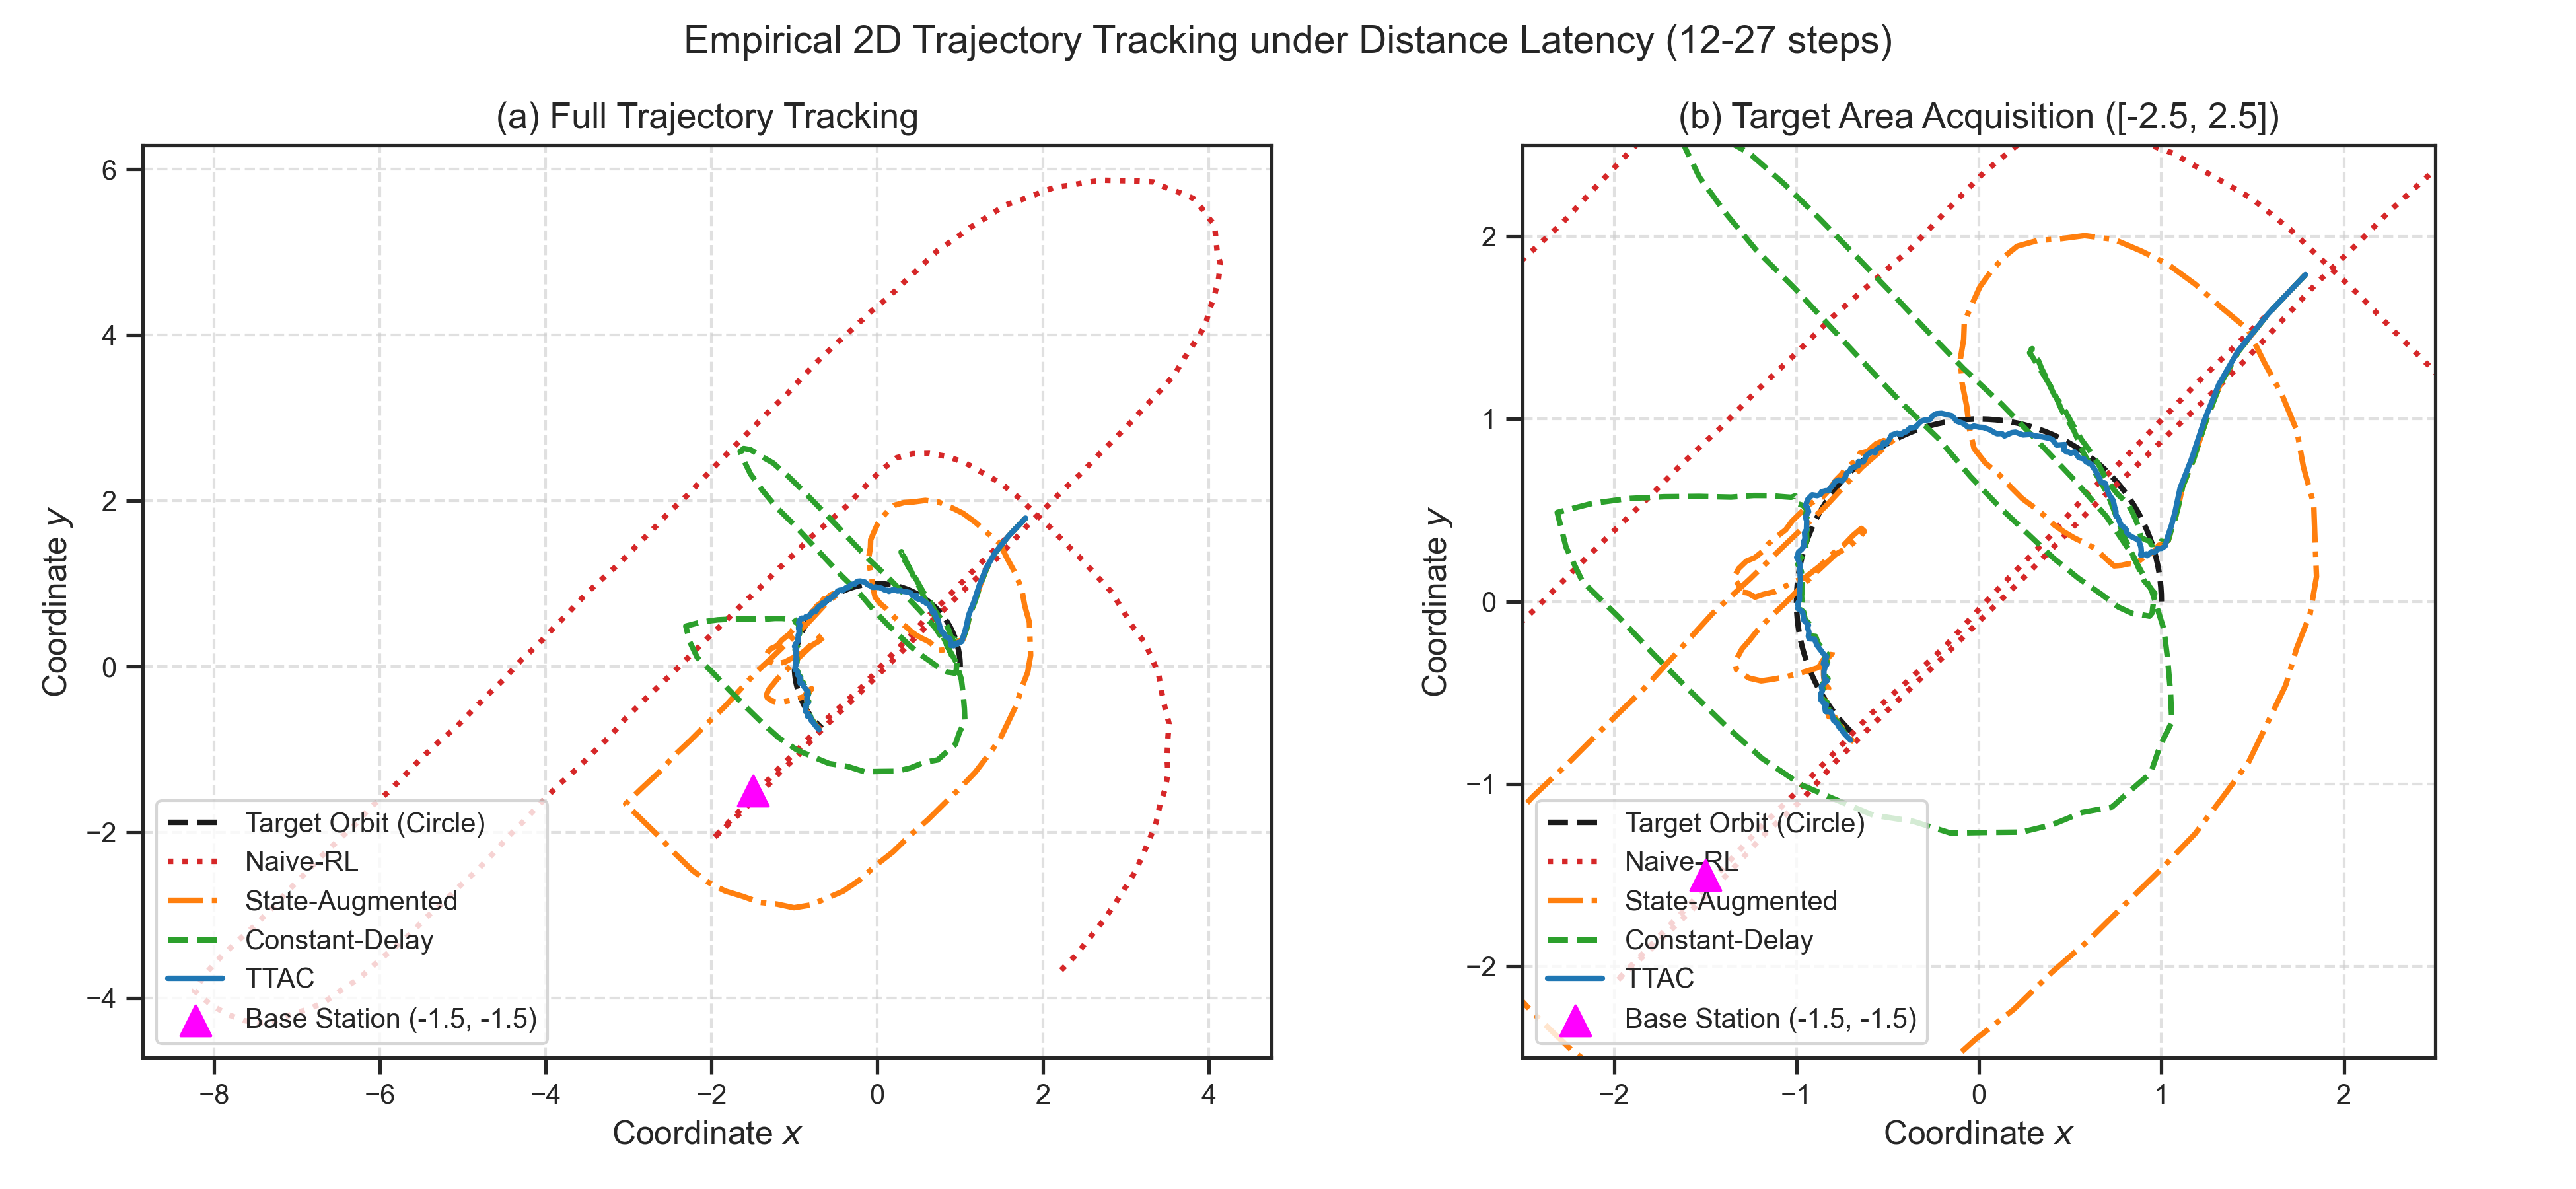 Empirical 2D Trajectory Tracking under Distance Latency (12-27 steps)
(a) Full Trajectory Tracking
6
4
2
0
−2
−4
Coordinate y
−8 −6 −4 −2 0 2 4
Coordinate x
Target Orbit (Circle)
Naive-RL
State-Augmented
Constant-Delay
TTAC
Base Station (-1.5, -1.5)
(b) Target Area Acquisition ([-2.5, 2.5])
2
1
0
−1
−2
Coordinate y
−2 −1 0 1 2
Coordinate x
Target Orbit (Circle)
Naive-RL
State-Augmented
Constant-Delay
TTAC
Base Station (-1.5, -1.5)